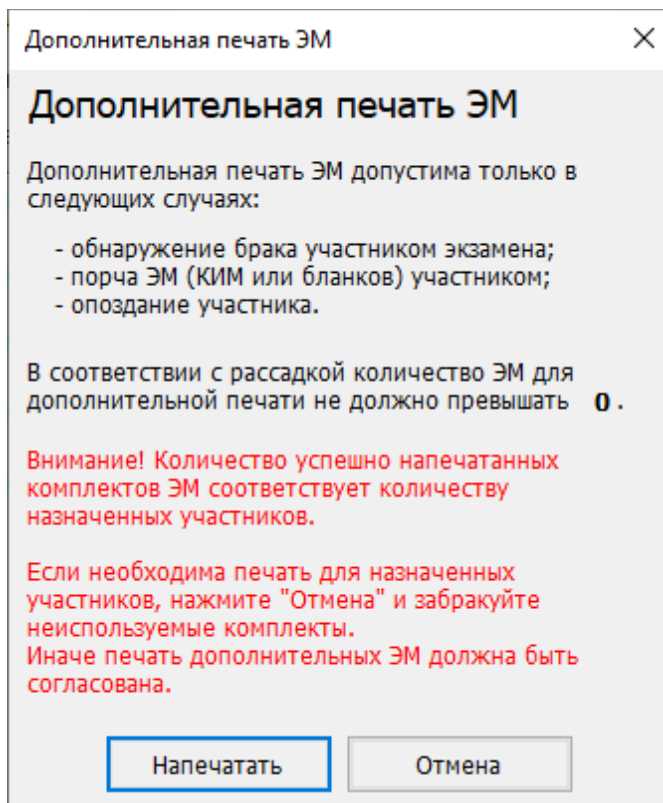 Дополнительная печать ЭМ
Дополнительная печать ЭМ
Дополнительная печать ЭМ допустима только в
следующих случаях:
- обнаружение брака участником экзамена;
- порча ЭМ (КИМ или бланков) участником;
- опоздание участника.
В соответствии с рассадкой количество ЭМ для
дополнительной печати не должно превышать 0 .
Внимание! Количество успешно напечатанных
комплектов ЭМ соответствует количеству
назначенных участников.
Если необходима печать для назначенных
участников, нажмите "Отмена" и забракуйте
неиспользуемые комплекты.
Иначе печать дополнительных ЭМ должна быть
согласована.
Напечатать Отмена